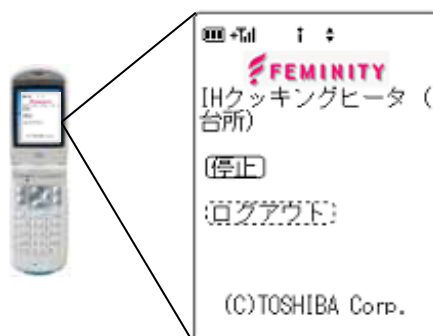 FEMINITY
IHクッキングヒータ (
台所)
停止
ログアウト
(C)TOSHIBA Corp.